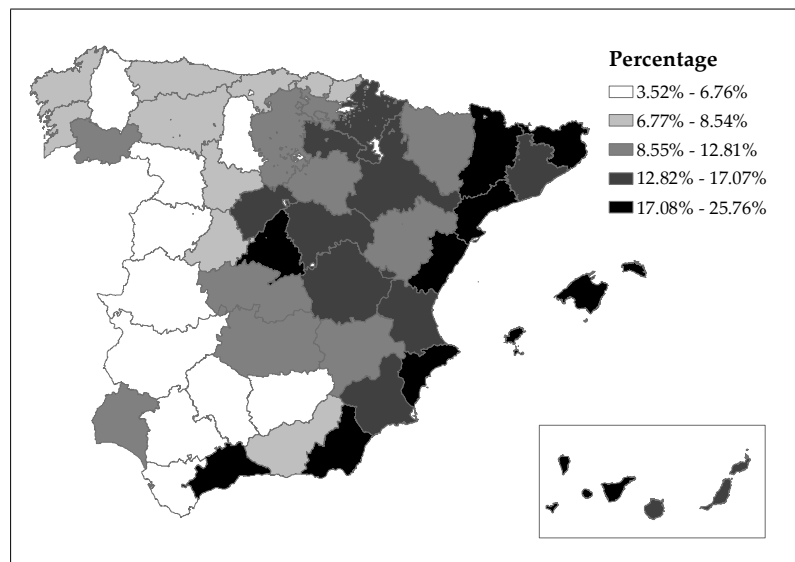 Percentage
3.52% - 6.76%
6.77% - 8.54%
8.55% - 12.81%
12.82% - 17.07%
17.08% - 25.76%